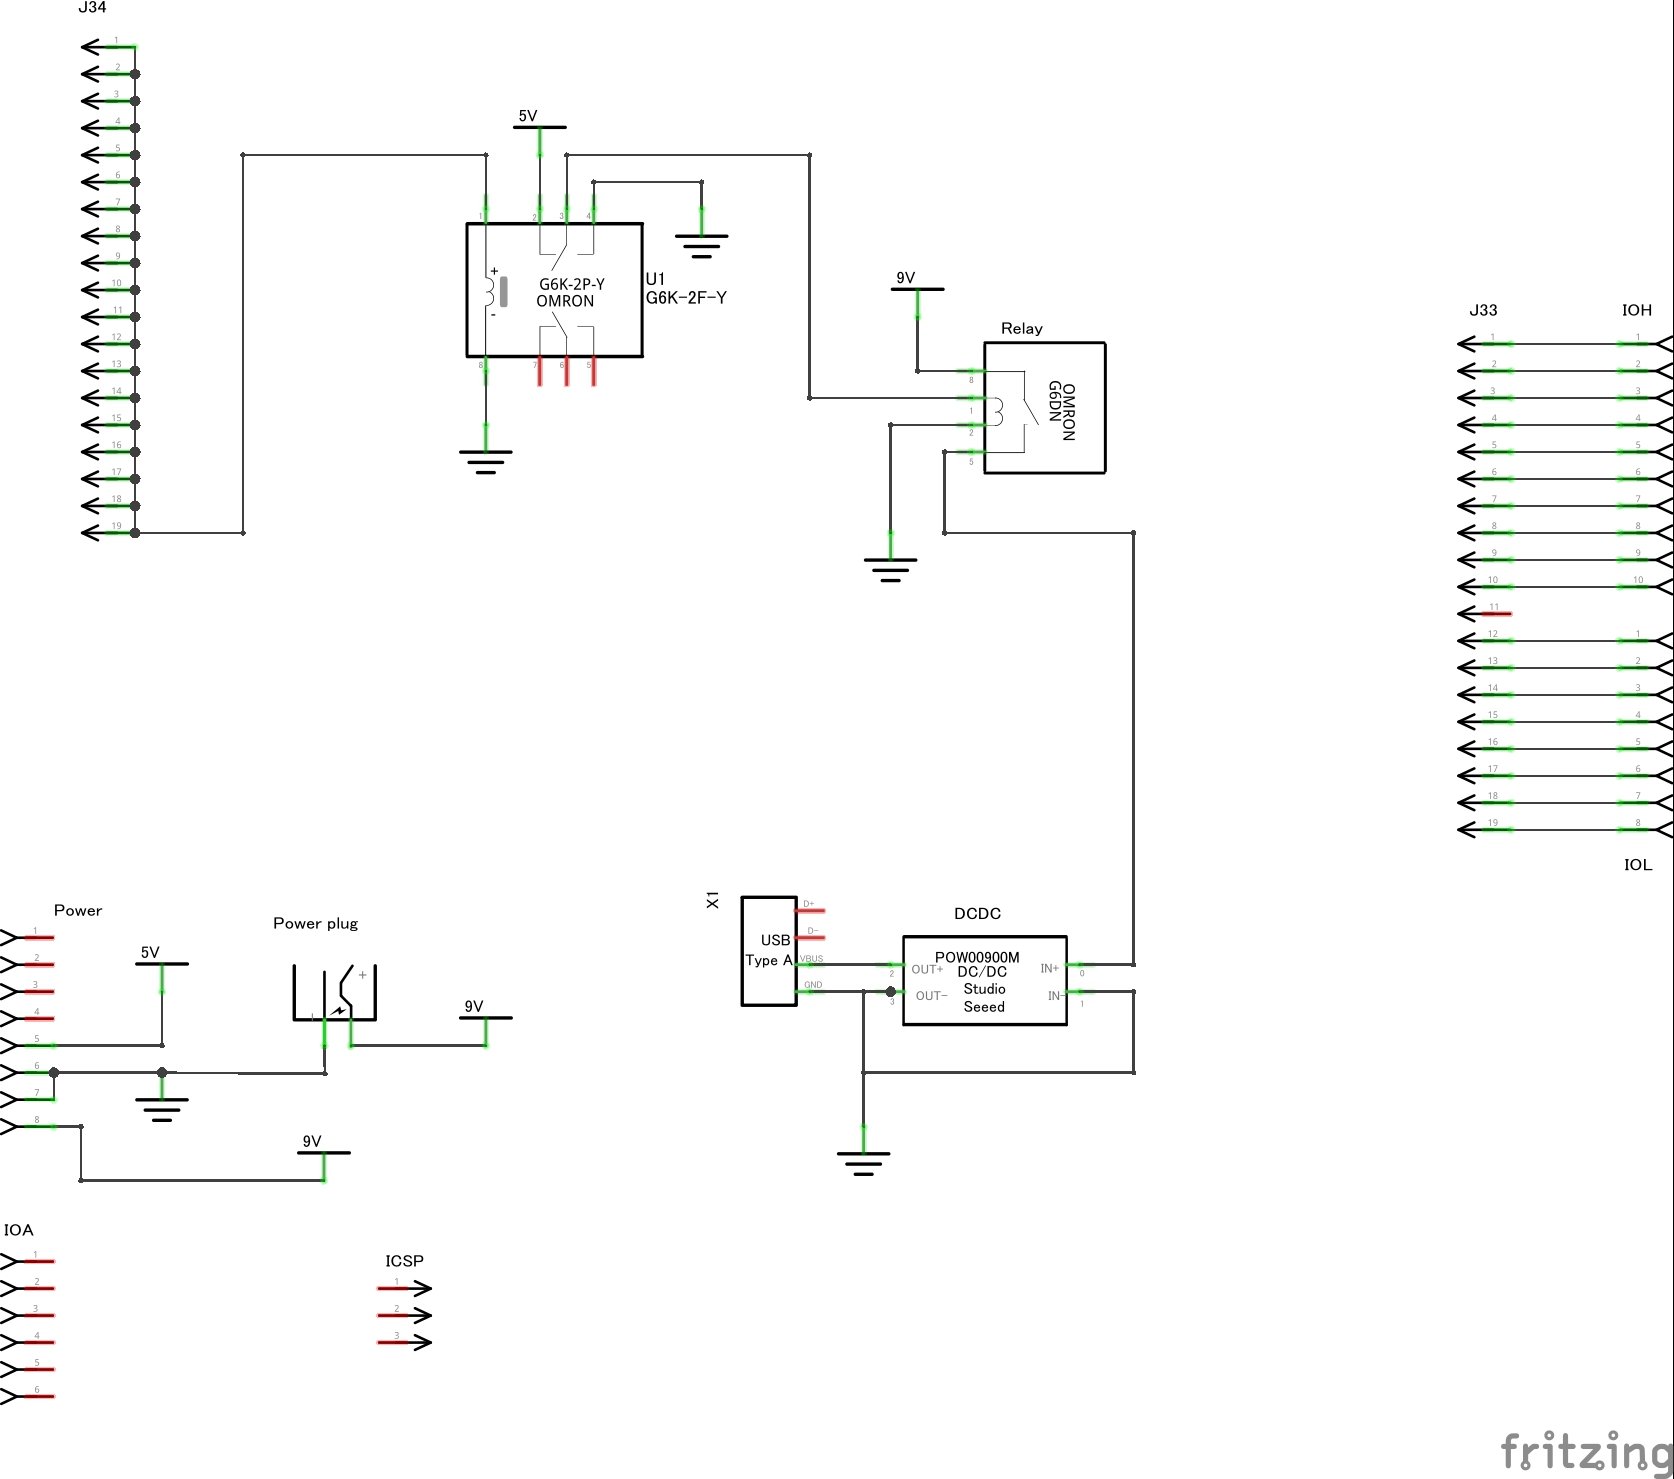 J34
1
2
3
4
5
6
7
8
9
10
11
12
13
14
15
16
17
18
19
5V
1
2
3
4
+
-
G6K-2P-Y
OMRON
8
7
6
5
U1
G6K-2F-Y
9V
Relay
8
1
2
5
OMRON
G6DN
J33
1
2
3
4
5
6
7
8
9
10
11
12
13
14
15
16
17
18
19
IOH
1
2
3
4
5
6
7
8
9
10
1
2
3
4
5
6
7
8
IOL
Power
1
2
3
4
5
6
7
8
5V
Power plug
+
9V
9V
X1
USB
Type A
D+
D-
VBUS
GND
DCDC
POW00900M
DC/DC
Studio
Seeed
OUT+
OUT-
IN+
IN-
2
3
0
1
IOA
1
2
3
4
5
6
ICSP
1
2
3
fritzing